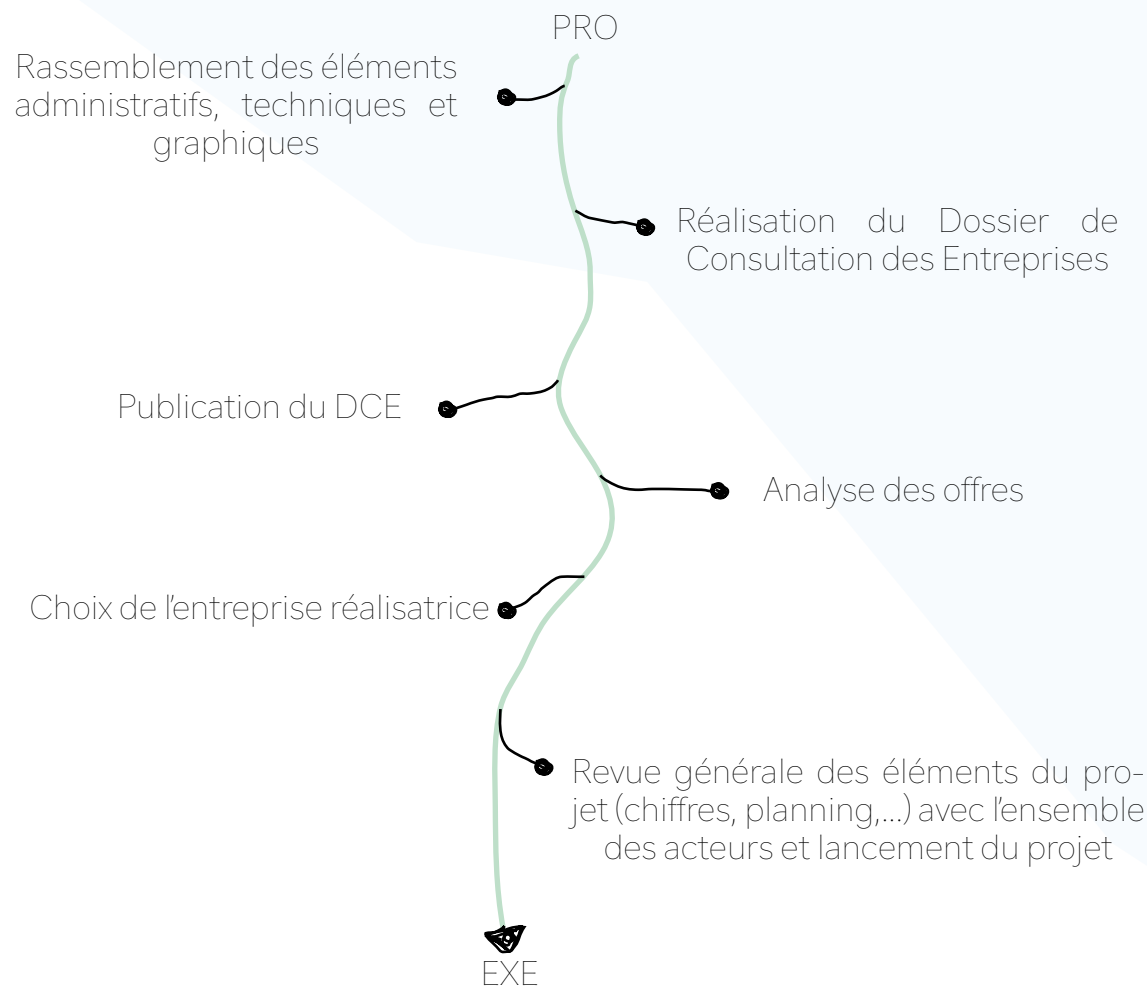 PRO
Rassemblement des éléments
administratifs, techniques et
graphiques
Réalisation du Dossier de
Consultation des Entreprises
Publication du DCE
Analyse des offres
Choix de l'entreprise réalisatrice
Revue générale des éléments du pro-
jet (chiffres, planning,...) avec l'ensemble
des acteurs et lancement du projet
EXE